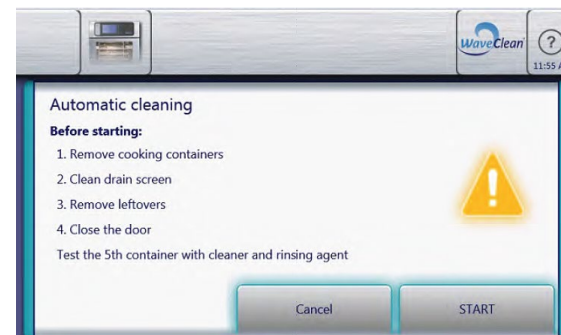 WaveClean
?
11:55 A
Automatic cleaning
Before starting:
1. Remove cooking containers
2. Clean drain screen
3. Remove leftovers
4. Close the door
Test the 5th container with cleaner and rinsing agent
Cancel
START